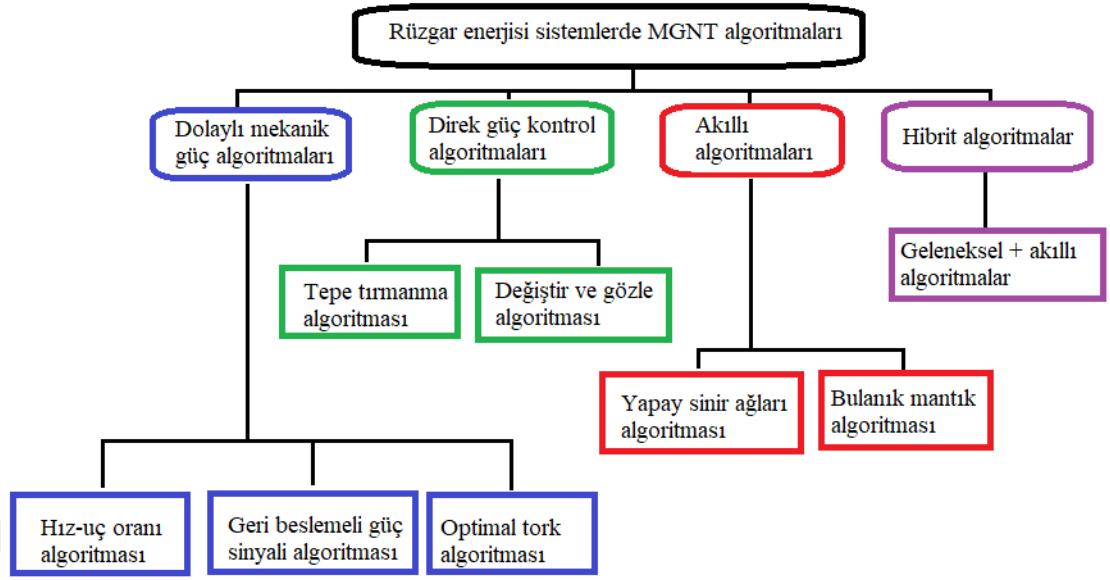 Rüzgar enerjisi sistemlerde MGNT algoritmaları
Dolaylı mekanik
güç algoritmaları
Direk güç kontrol
algoritmaları
Akıllı
algoritmaları
Hibrit algoritmalar
Geleneksel + akıllı
algoritmalar
Tepe tırmanma
algoritması
Değiştir ve gözle
algoritması
Yapay sinir ağları
algoritması
Bulanık mantık
algoritması
Hız-uç oranı
algoritması
Geri beslemeli güç
sinyali algoritması
Optimal tork
algoritması